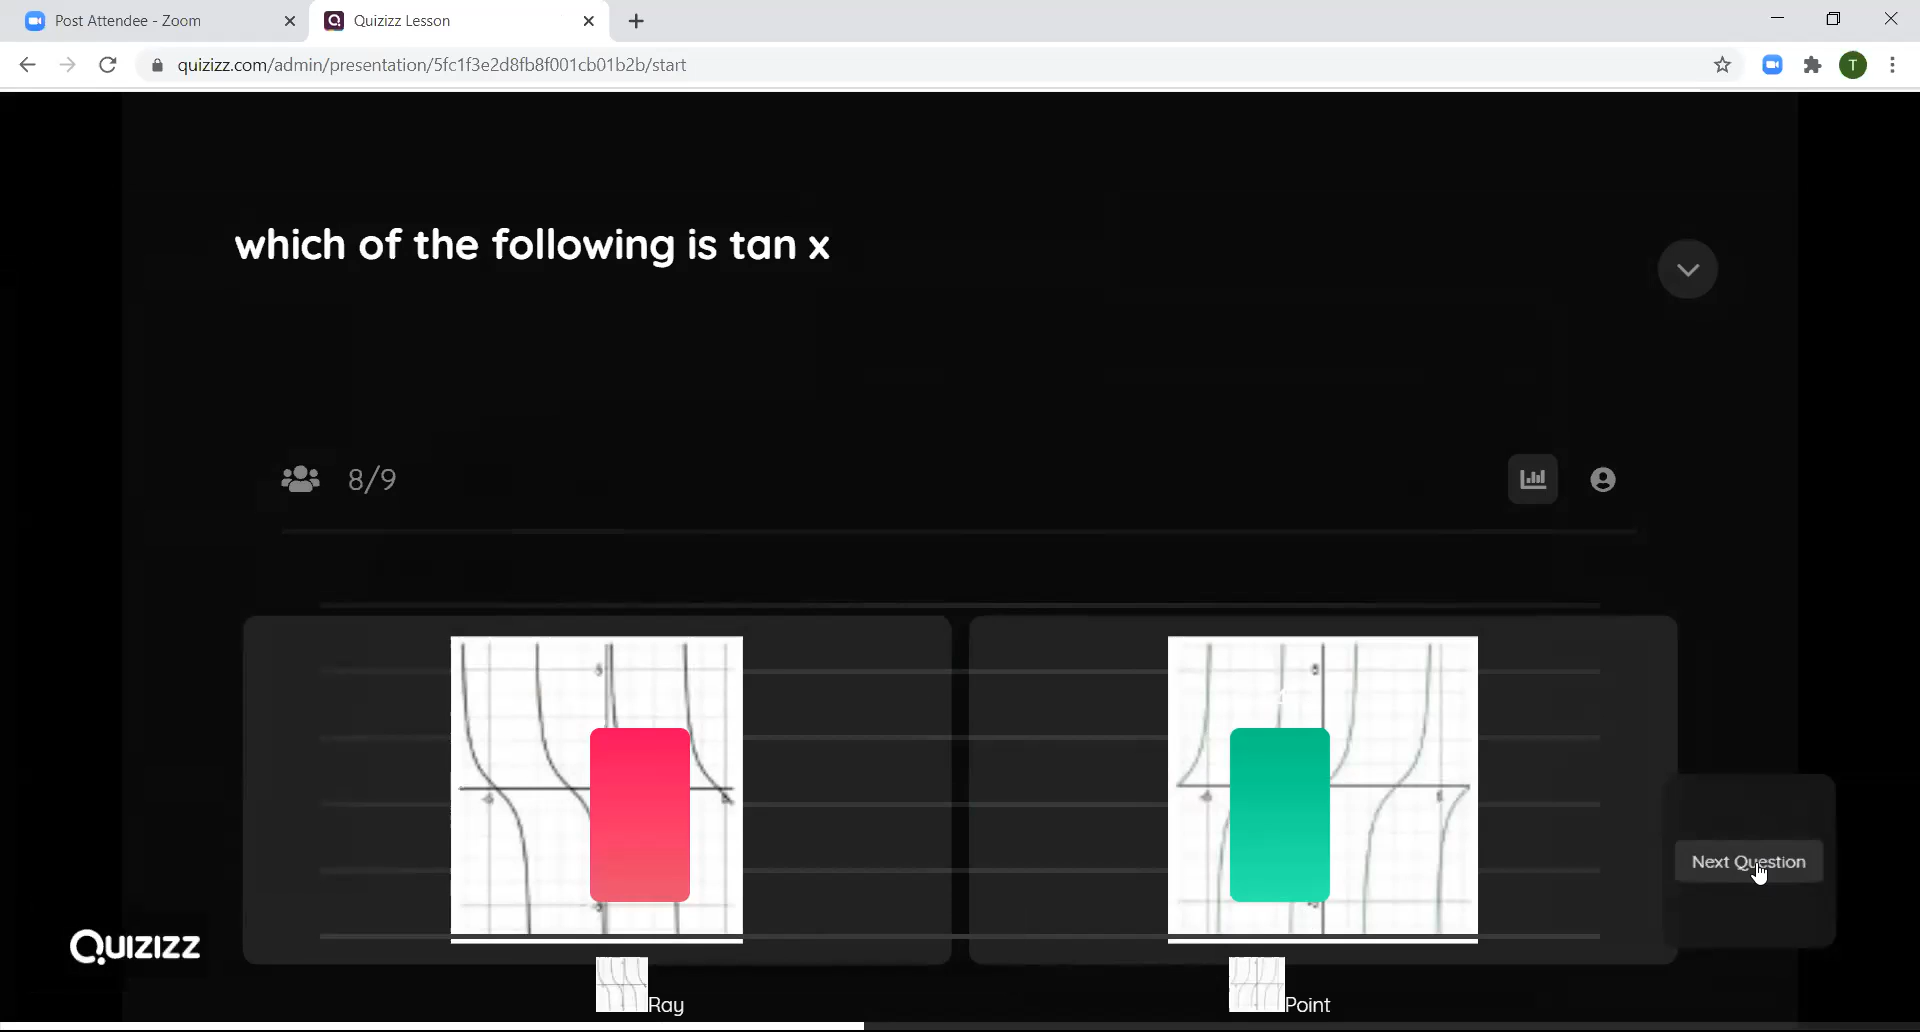 Post Attendee - Zoom
Quizizz Lesson
quizizz.com/admin/presentation/5fc1f3e2d8fb8f001cb01b2b/start
T
which of the following is tan x
8/9
Next Question
QUIZIZZ
Ray
Point